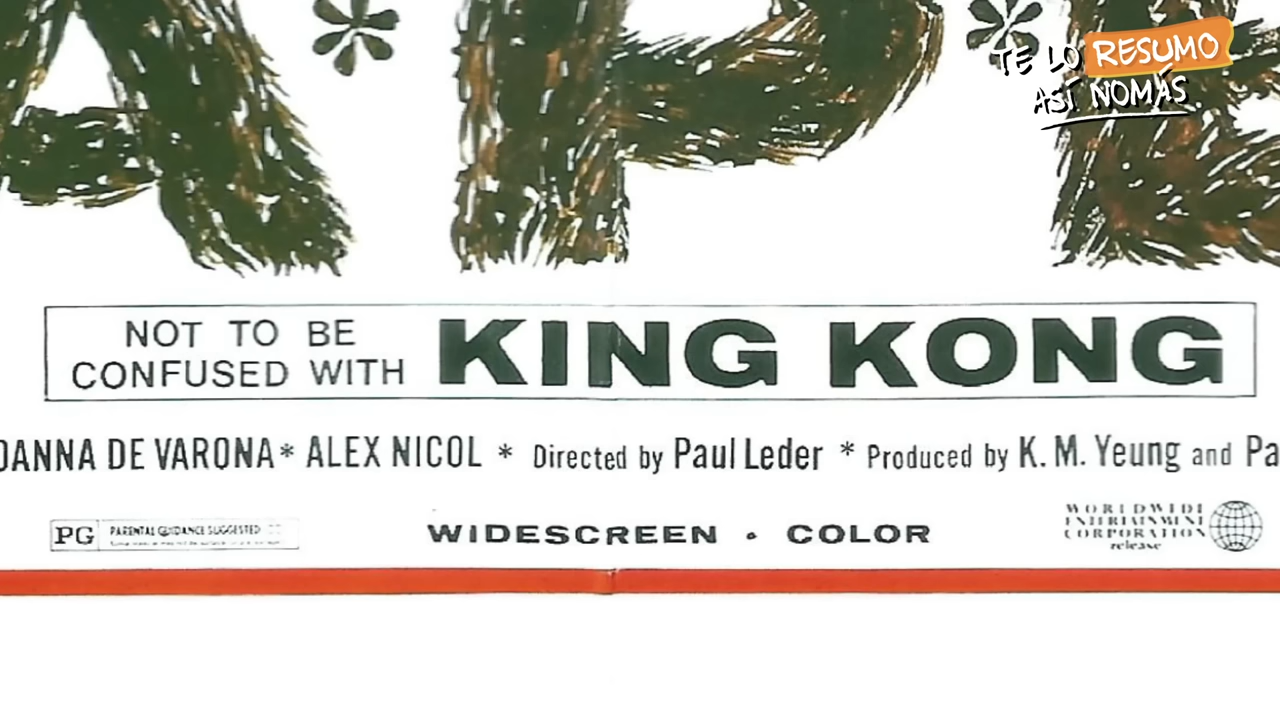 A*P*E
TE LO RESUMO
ASÍ NOMÁS
NOT TO BE
CONFUSED WITH KING KONG
DANNA DE VARONA * ALEX NICOL * Directed by Paul Leder * Produced by K. M. Yeung and Pa
PG PARENTAL GUIDANCE SUGGESTED
WIDESCREEN • COLOR
WORLDWIDE
ENTERTAINMENT
CORPORATION
release